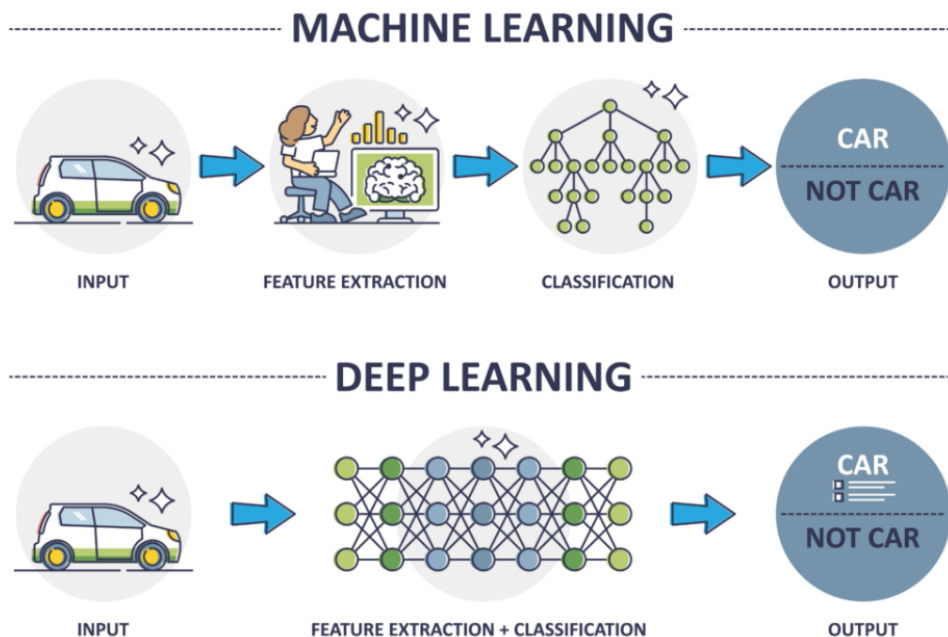 MACHINE LEARNING
INPUT
FEATURE EXTRACTION
CLASSIFICATION
CAR
NOT CAR
OUTPUT
DEEP LEARNING
INPUT
FEATURE EXTRACTION + CLASSIFICATION
CAR
NOT CAR
OUTPUT